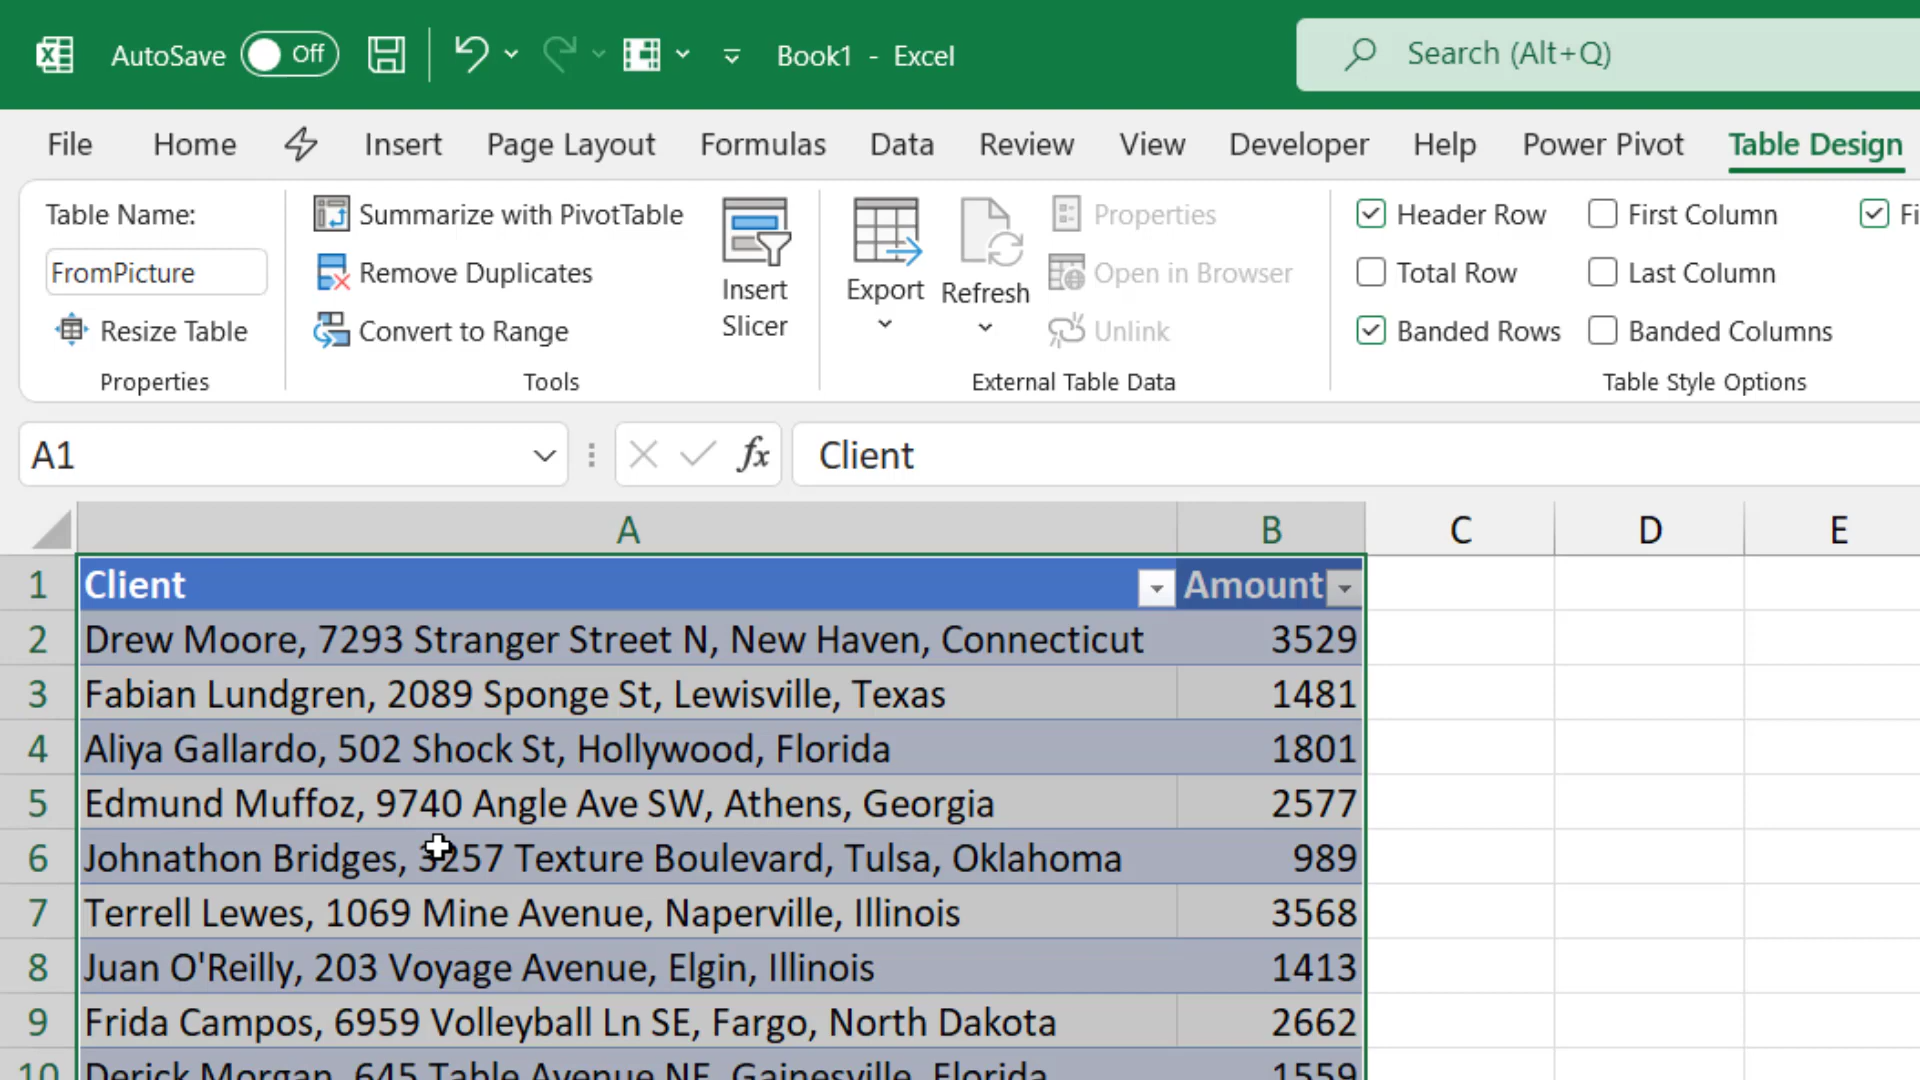 AutoSave Off Book1 - Excel Search (Alt+Q)
File Home Insert Page Layout Formulas Data Review View Developer Help Power Pivot Table Design
Table Name:
FromPicture
Resize Table
Properties
Summarize with PivotTable
Remove Duplicates
Convert to Range
Tools
Insert
Slicer
Export
Refresh
Properties
Open in Browser
Unlink
External Table Data
Header Row First Column Fi
Total Row Last Column
Banded Rows Banded Columns
Table Style Options
A1 fx Client
A B C D E
1 Client Amount
2 Drew Moore, 7293 Stranger Street N, New Haven, Connecticut 3529
3 Fabian Lundgren, 2089 Sponge St, Lewisville, Texas 1481
4 Aliya Gallardo, 502 Shock St, Hollywood, Florida 1801
5 Edmund Muffoz, 9740 Angle Ave SW, Athens, Georgia 2577
6 Johnathon Bridges, 3257 Texture Boulevard, Tulsa, Oklahoma 989
7 Terrell Lewes, 1069 Mine Avenue, Naperville, Illinois 3568
8 Juan O'Reilly, 203 Voyage Avenue, Elgin, Illinois 1413
9 Frida Campos, 6959 Volleyball Ln SE, Fargo, North Dakota 2662
10 Derick Morgan, 645 Table Avenue NE, Gainesville, Florida 1559